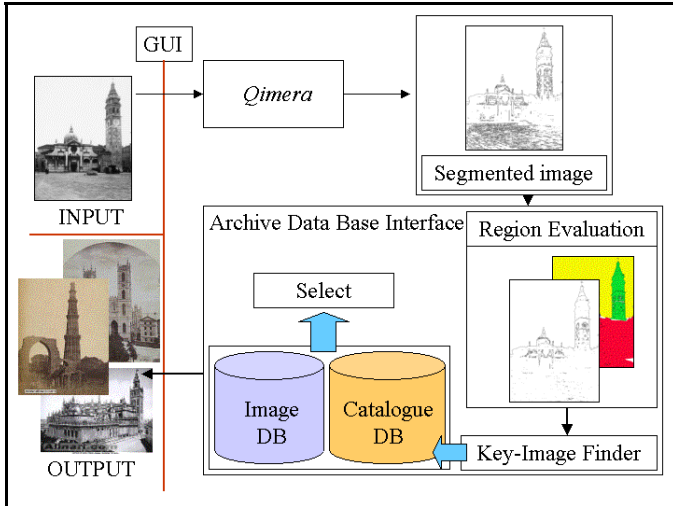 GUI
Qimera
INPUT
Segmented image
Archive Data Base Interface
Region Evaluation
Select
Image
DB
Catalogue
DB
Key-Image Finder
OUTPUT